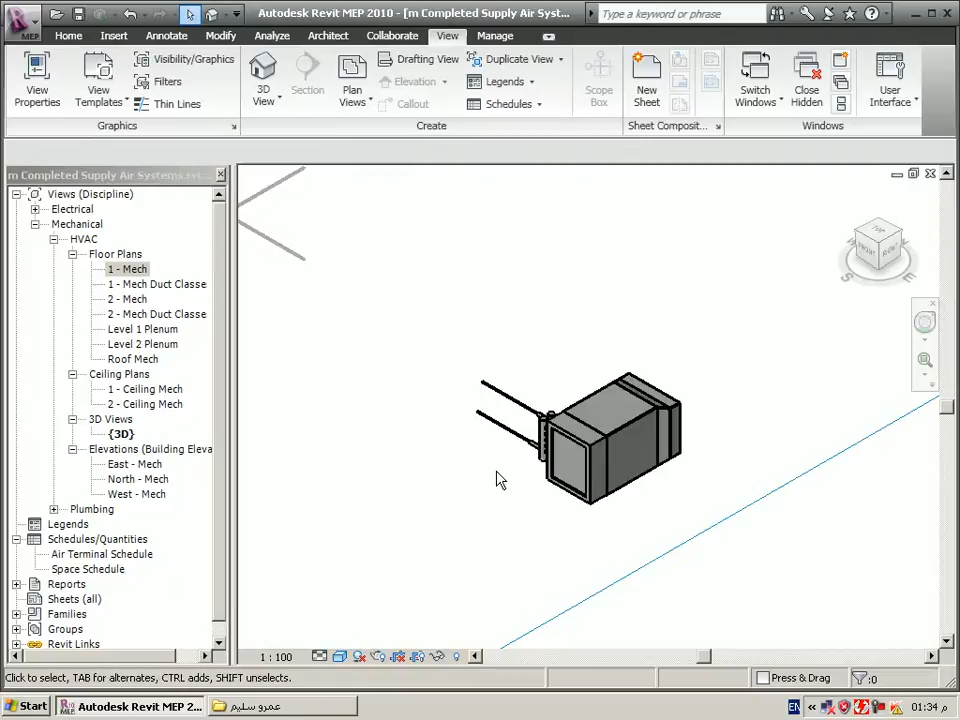 Autodesk Revit MEP 2010 - [m Completed Supply Air Syst...
Type a keyword or phrase
MEP
Home Insert Annotate Modify Analyze Architect Collaborate View Manage
View Properties
View Templates
Visibility/Graphics
Filters
Thin Lines
3D View
Section
Plan Views
Drafting View
Elevation
Callout
Duplicate View
Legends
Schedules
Scope Box
New Sheet
Switch Windows
Close Hidden
User Interface
Graphics
Create
Sheet Composit...
Windows
m Completed Supply Air Systems.rvt
Views (Discipline)
Electrical
Mechanical
HVAC
Floor Plans
1 - Mech
1 - Mech Duct Classe
2 - Mech
2 - Mech Duct Classe
Level 1 Plenum
Level 2 Plenum
Roof Mech
Ceiling Plans
1 - Ceiling Mech
2 - Ceiling Mech
3D Views
{3D}
Elevations (Building Eleva
East - Mech
North - Mech
West - Mech
Plumbing
Legends
Schedules/Quantities
Air Terminal Schedule
Space Schedule
Reports
Sheets (all)
Families
Groups
Revit Links
TOP
FRONT
RIGHT
W
S
E
1 : 100
Click to select, TAB for alternates, CTRL adds, SHIFT unselects.
Press & Drag
:0
Start
Autodesk Revit MEP 2...
عمرو سليم
EN
01:34 م